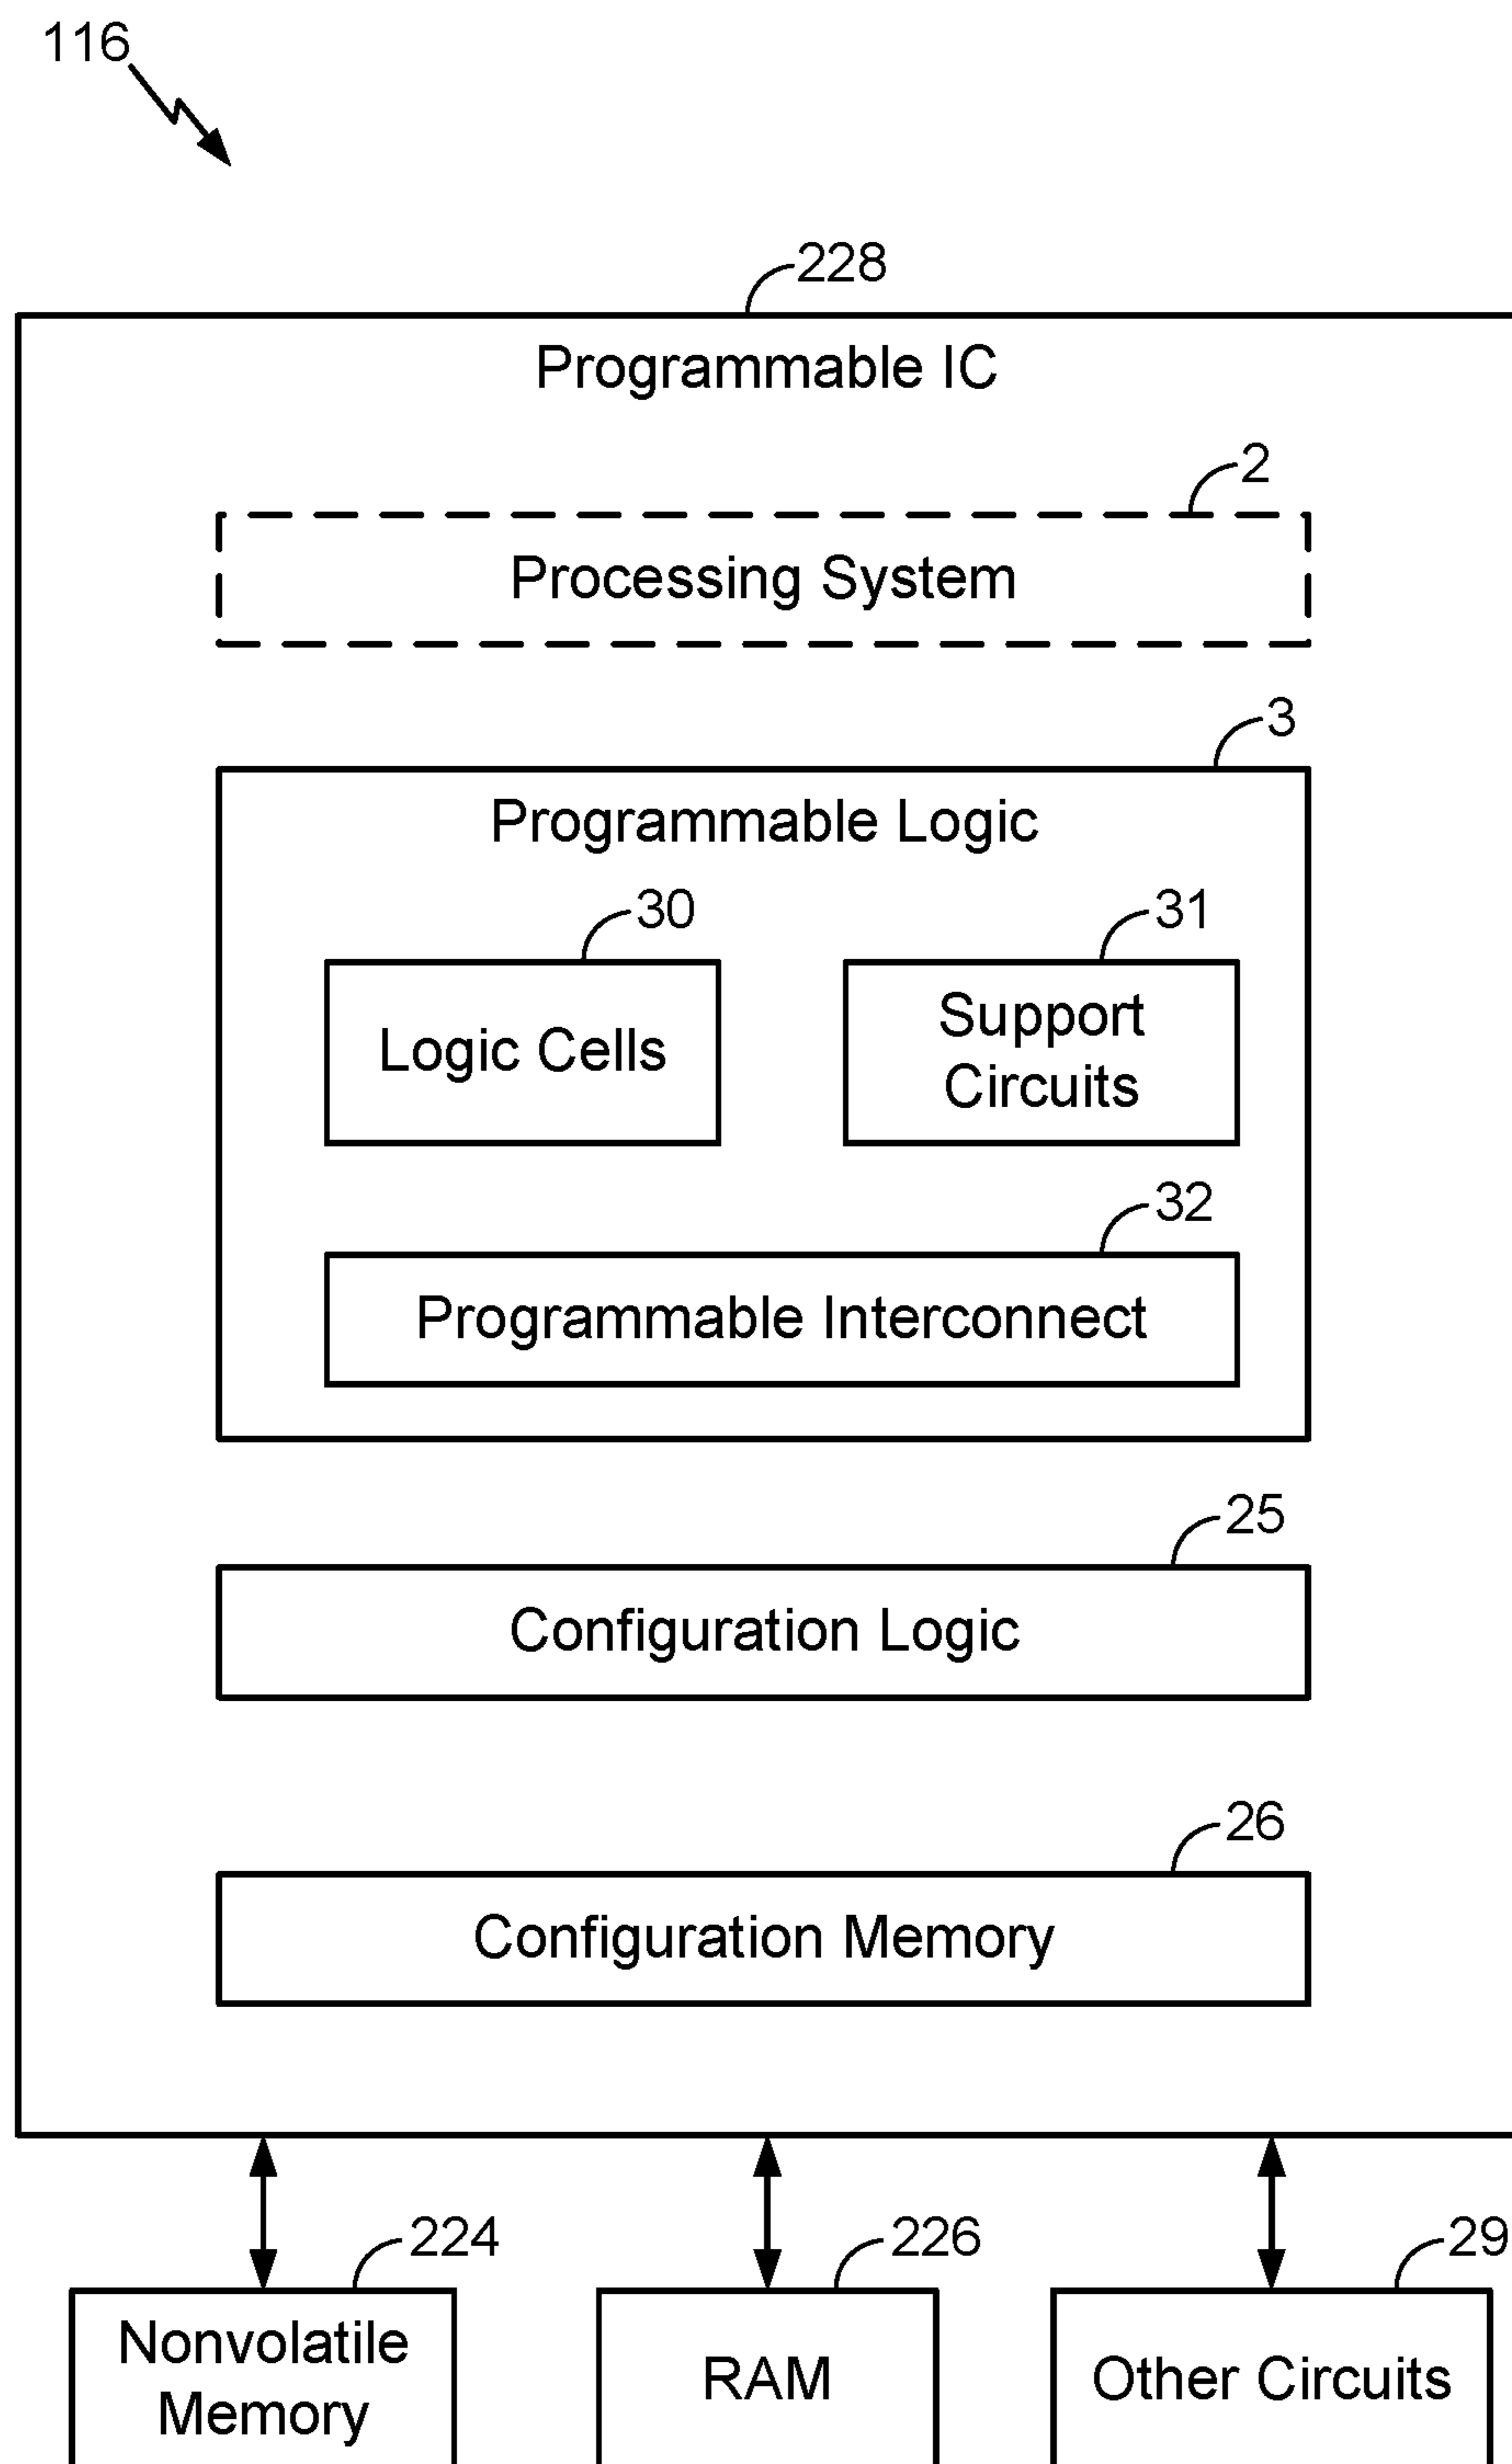 116
228
Programmable IC
2
Processing System
3
Programmable Logic
30
31
Logic Cells
Support
Circuits
32
Programmable Interconnect
25
Configuration Logic
26
Configuration Memory
224
226
29
Nonvolatile
Memory
RAM
Other Circuits